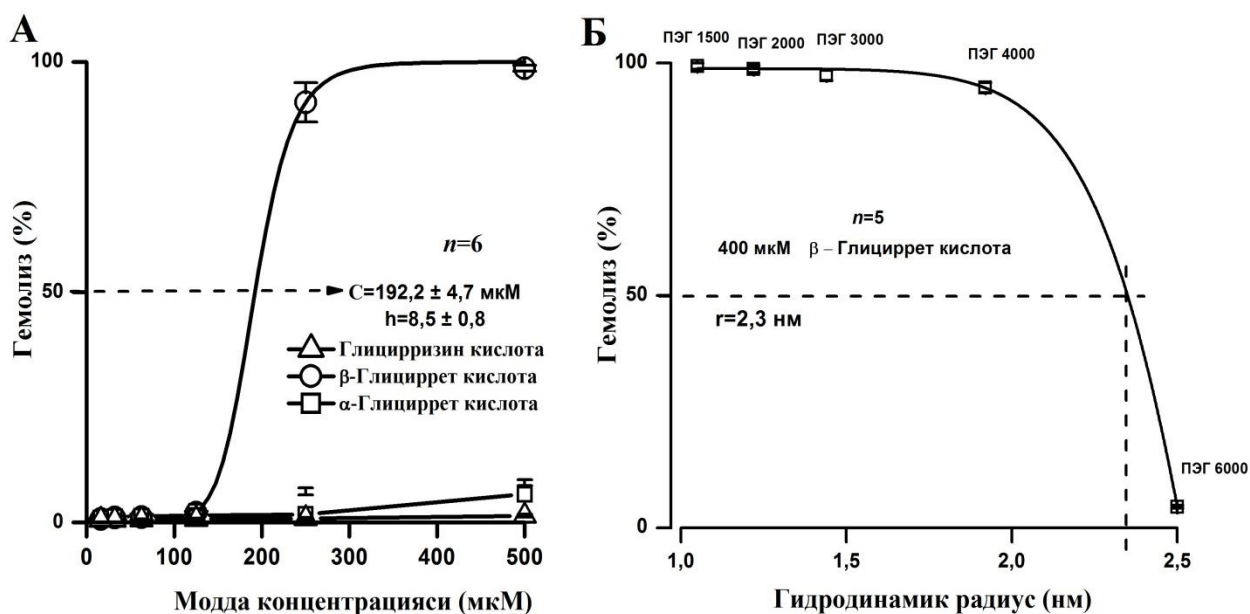 А
Гемолиз (%)
100
50
0
n=6
C=192,2 ± 4,7 мкМ
h=8,5 ± 0,8
Глицирризин кислота
β-Глициррет кислота
α-Глициррет кислота
0 100 200 300 400 500
Модда концентрацияси (мкМ)
Б
ПЭГ 1500 ПЭГ 2000 ПЭГ 3000 ПЭГ 4000
Гемолиз (%)
100
50
0
n=5
400 мкМ β – Глициррет кислота
r=2,3 нм
ПЭГ 6000
1,0 1,5 2,0 2,5
Гидродинамик радиус (нм)